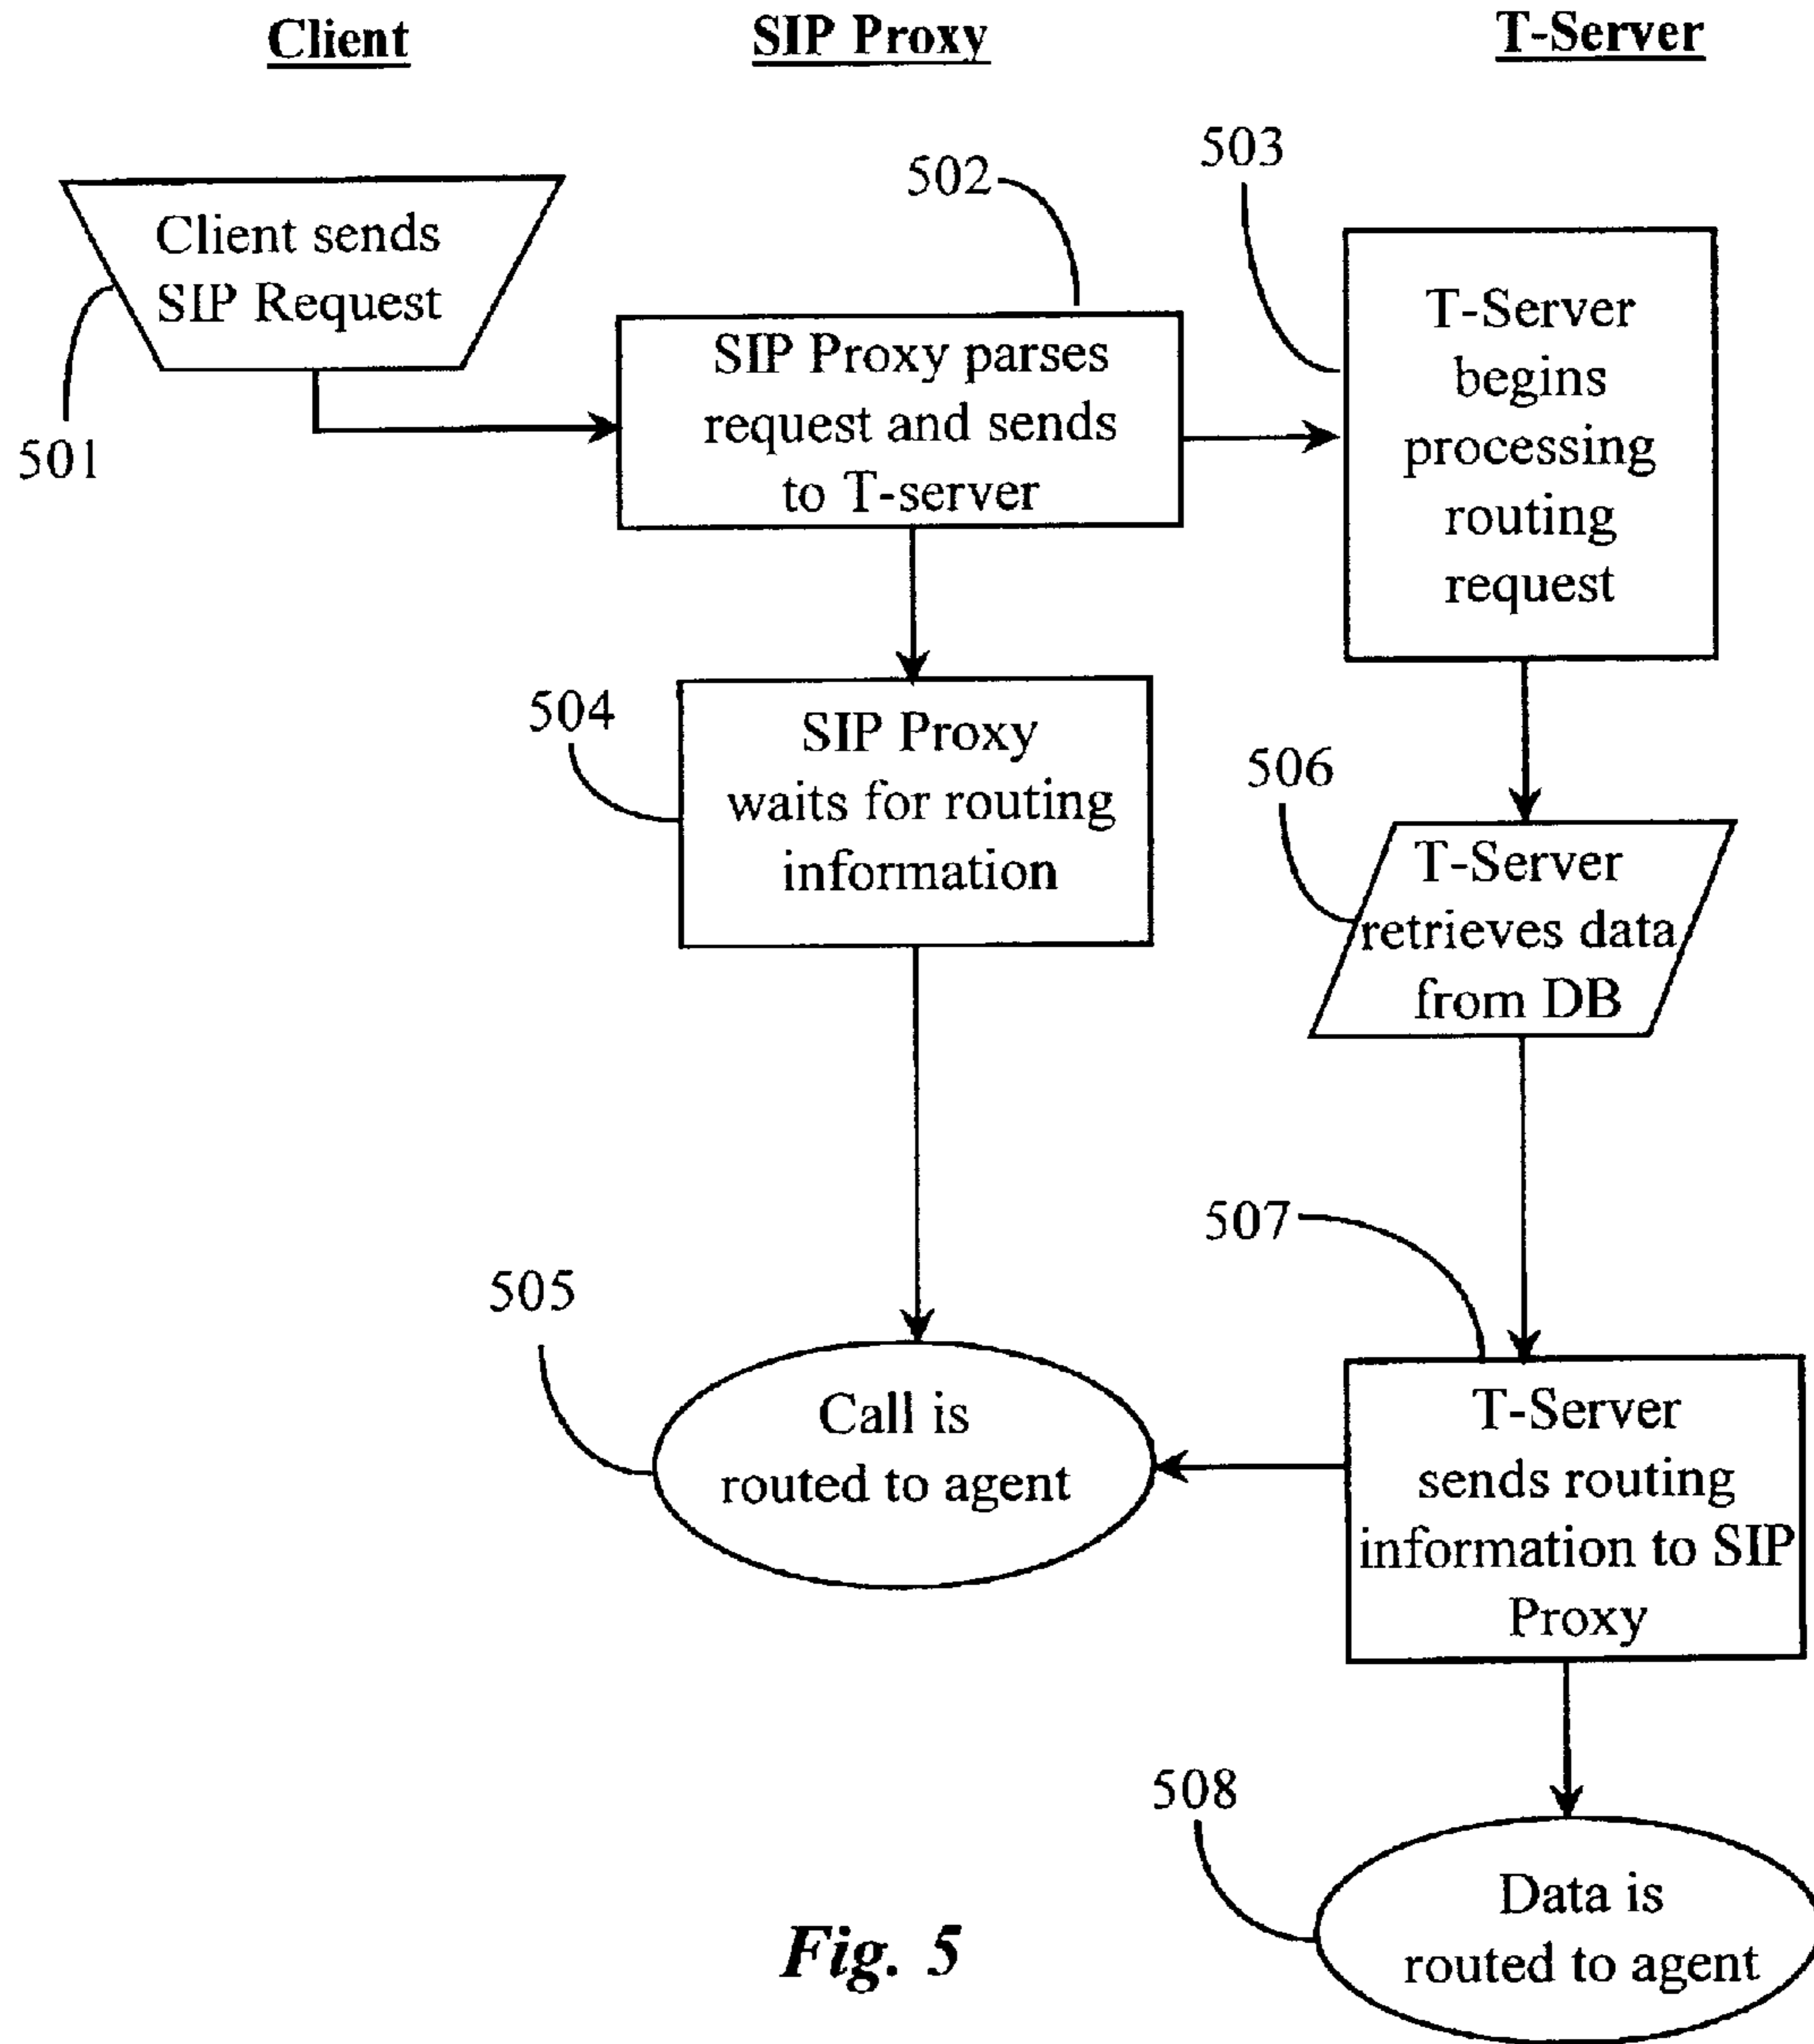 Client
SIP Proxy
T-Server
503
502
Client sends
SIP Request
501
SIP Proxy parses
request and sends
to T-server
T-Server
begins
processing
routing
request
504
SIP Proxy
waits for routing
information
506
T-Server
retrieves data
from DB
507
505
Call is
routed to agent
T-Server
sends routing
information to SIP
Proxy
508
Data is
routed to agent
Fig. 5